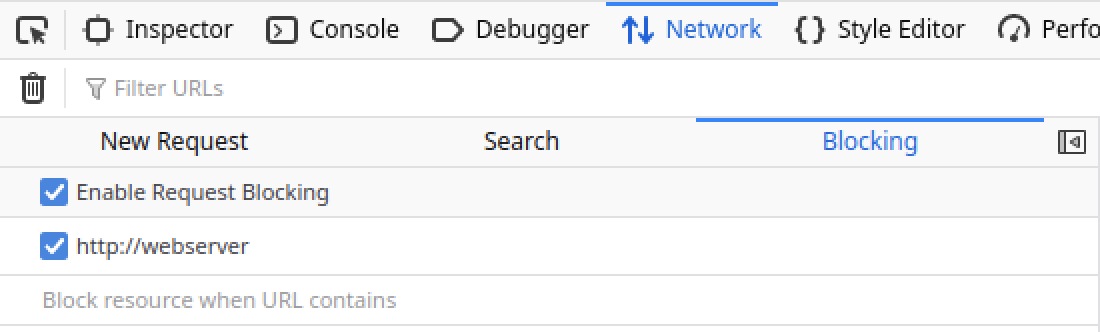 Inspector Console Debugger Network Style Editor Perfo
Filter URLs
New Request Search Blocking
Enable Request Blocking
http://webserver
Block resource when URL contains